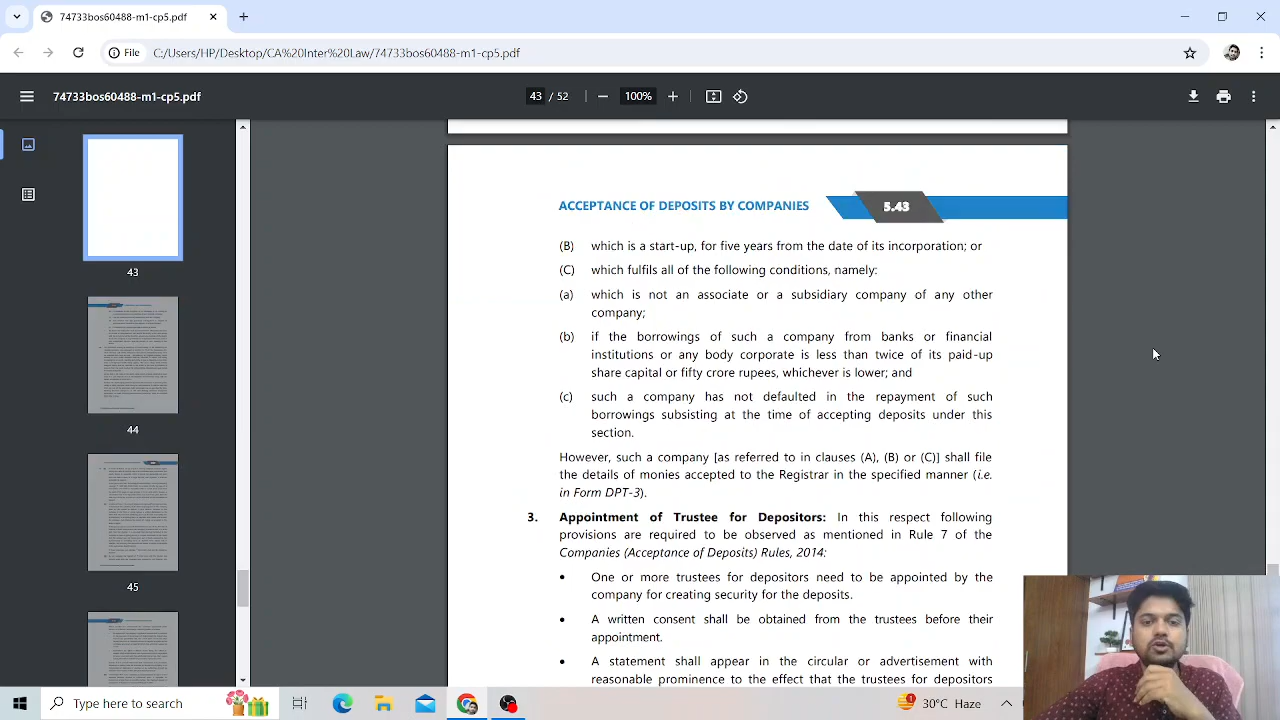 74733bos60488-m1-cp5.pdf
File C:/Users/HP/Desktop/CA%20Inter%20Law/74733bos60488-m1-cp5.pdf
74733bos60488-m1-cp5.pdf
43 / 52
100%
43
44
45
ACCEPTANCE OF DEPOSITS BY COMPANIES
5.43
(B) which is a start-up, for five years from the date of its incorporation; or
(C) which fulfils all of the following conditions, namely:
(a) which is not an associate or a subsidiary company of any other
company;
(b) if the borrowings of such a company from banks or financial
institutions or any body corporate is less than twice of its paid-up
share capital or fifty crore rupees, whichever is lower; and
(c) such a company has not defaulted in the repayment of such
borrowings subsisting at the time of accepting deposits under this
section.
However, such a company [as referred to in clauses (A), (B) or (C)] shall file
the details of monies accepted to the Registrar in the specified manner (i.e.
in Form DPT-3).
3. Appointment of Trustee for Depositors: In this respect following
provisions are required to be observed as contained in Rule 7 of the
Companies (Acceptance of Deposits) Rules, 2014:
• One or more trustees for depositors need to be appointed by the
company for creating security for the deposits.
• A written consent shall be obtained from the trustees before their
appointment.
• A statement shall appear in the circular or advertisement with
reasonable prominence to the effect that the trustees for depositors
Type here to search
30°C Haze